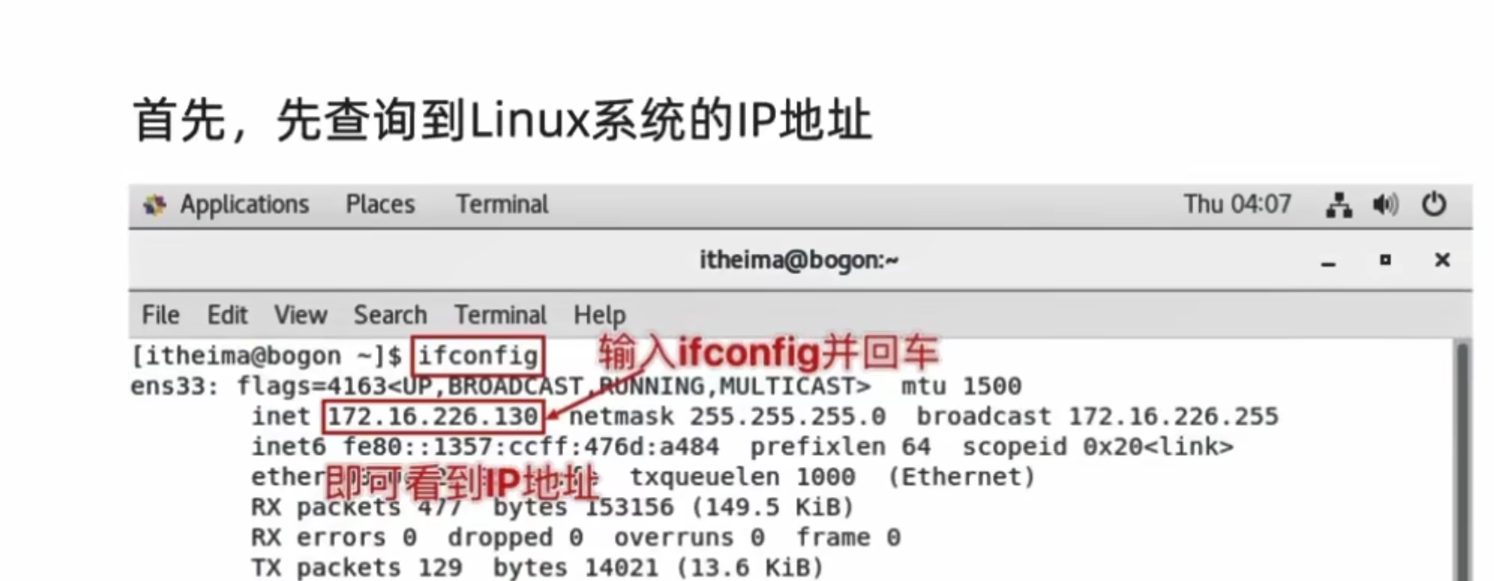 首先，先查询到Linux系统的IP地址
Applications Places Terminal Thu 04:07
itheima@bogon:~
File Edit View Search Terminal Help
[itheima@bogon ~]$ ifconfig 输入ifconfig并回车
ens33: flags=4163<UP,BROADCAST,RUNNING,MULTICAST> mtu 1500
inet 172.16.226.130 netmask 255.255.255.0 broadcast 172.16.226.255
inet6 fe80::1357:ccff:476d:a484 prefixlen 64 scopeid 0x20<link>
ether 即可看到IP地址 txqueuelen 1000 (Ethernet)
RX packets 477 bytes 153156 (149.5 KiB)
RX errors 0 dropped 0 overruns 0 frame 0
TX packets 129 bytes 14021 (13.6 KiB)